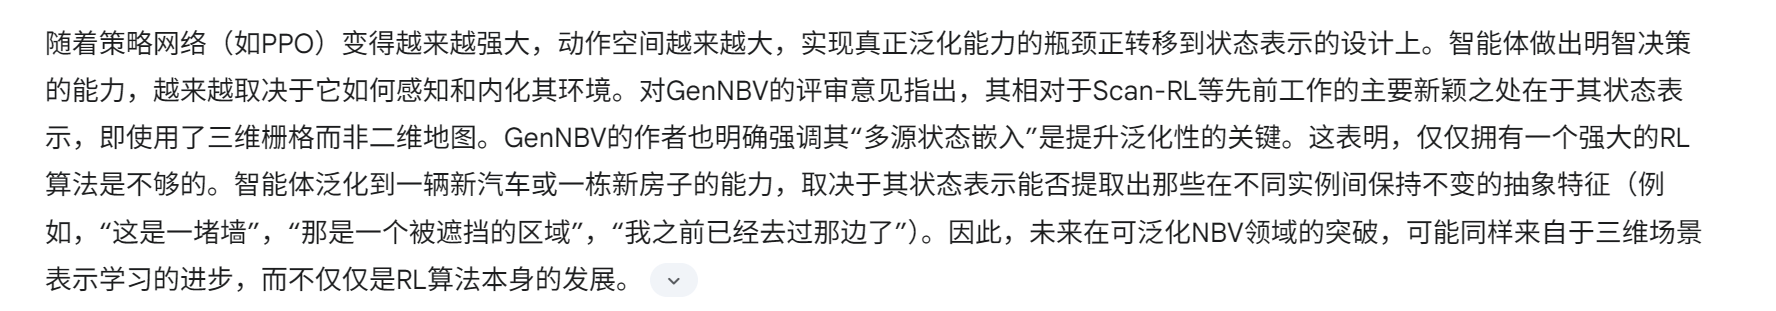 随着策略网络（如PPO）变得越来越强大，动作空间越来越大，实现真正泛化能力的瓶颈正转移到状态表示的设计上。智能体做出明智决策
的能力，越来越取决于它如何感知和内化其环境。对GenNBV的评审意见指出，其相对于Scan-RL等先前工作的主要新颖之处在于其状态表
示，即使用了三维栅格而非二维地图。GenNBV的作者也明确强调其“多源状态嵌入”是提升泛化性的关键。这表明，仅仅拥有一个强大的RL
算法是不够的。智能体泛化到一辆新汽车或一栋新房子的能力，取决于其状态表示能否提取出那些在不同实例间保持不变的抽象特征（例
如，“这是一堵墙”，“那是一个被遮挡的区域”，“我之前已经去过那边了”）。因此，未来在可泛化NBV领域的突破，可能同样来自于三维场景
表示学习的进步，而不仅仅是RL算法本身的发展。